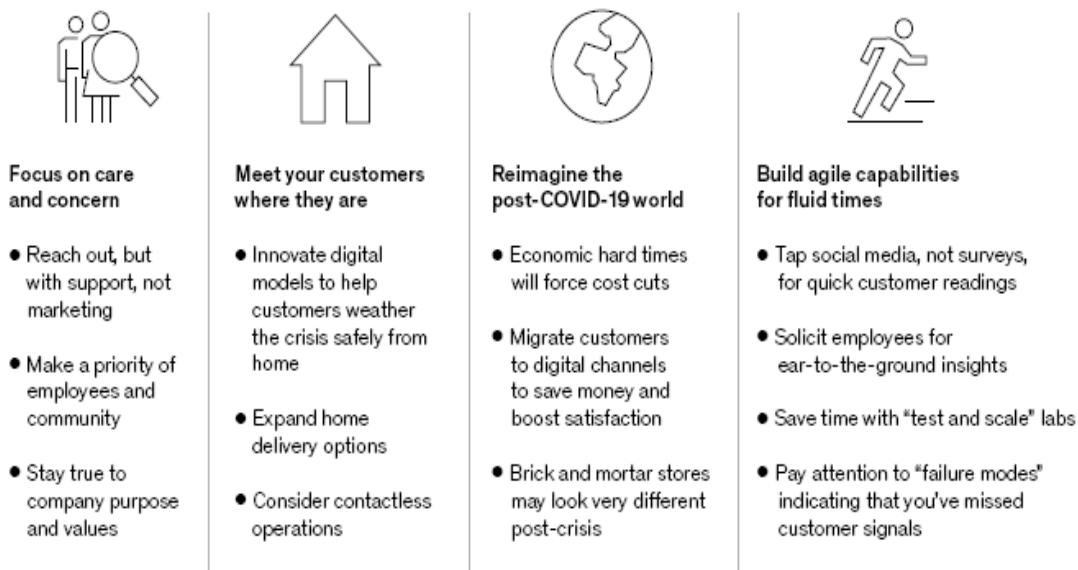 Focus on care
and concern
• Reach out, but
with support, not
marketing
• Make a priority of
employees and
community
• Stay true to
company purpose
and values
Meet your customers
where they are
• Innovate digital
models to help
customers weather
the crisis safely from
home
• Expand home
delivery options
• Consider contactless
operations
Reimagine the
post-COVID-19 world
• Economic hard times
will force cost cuts
• Migrate customers
to digital channels
to save money and
boost satisfaction
• Brick and mortar stores
may look very different
post-crisis
Build agile capabilities
for fluid times
• Tap social media, not surveys,
for quick customer readings
• Solicit employees for
ear-to-the-ground insights
• Save time with “test and scale” labs
• Pay attention to “failure modes”
indicating that you’ve missed
customer signals